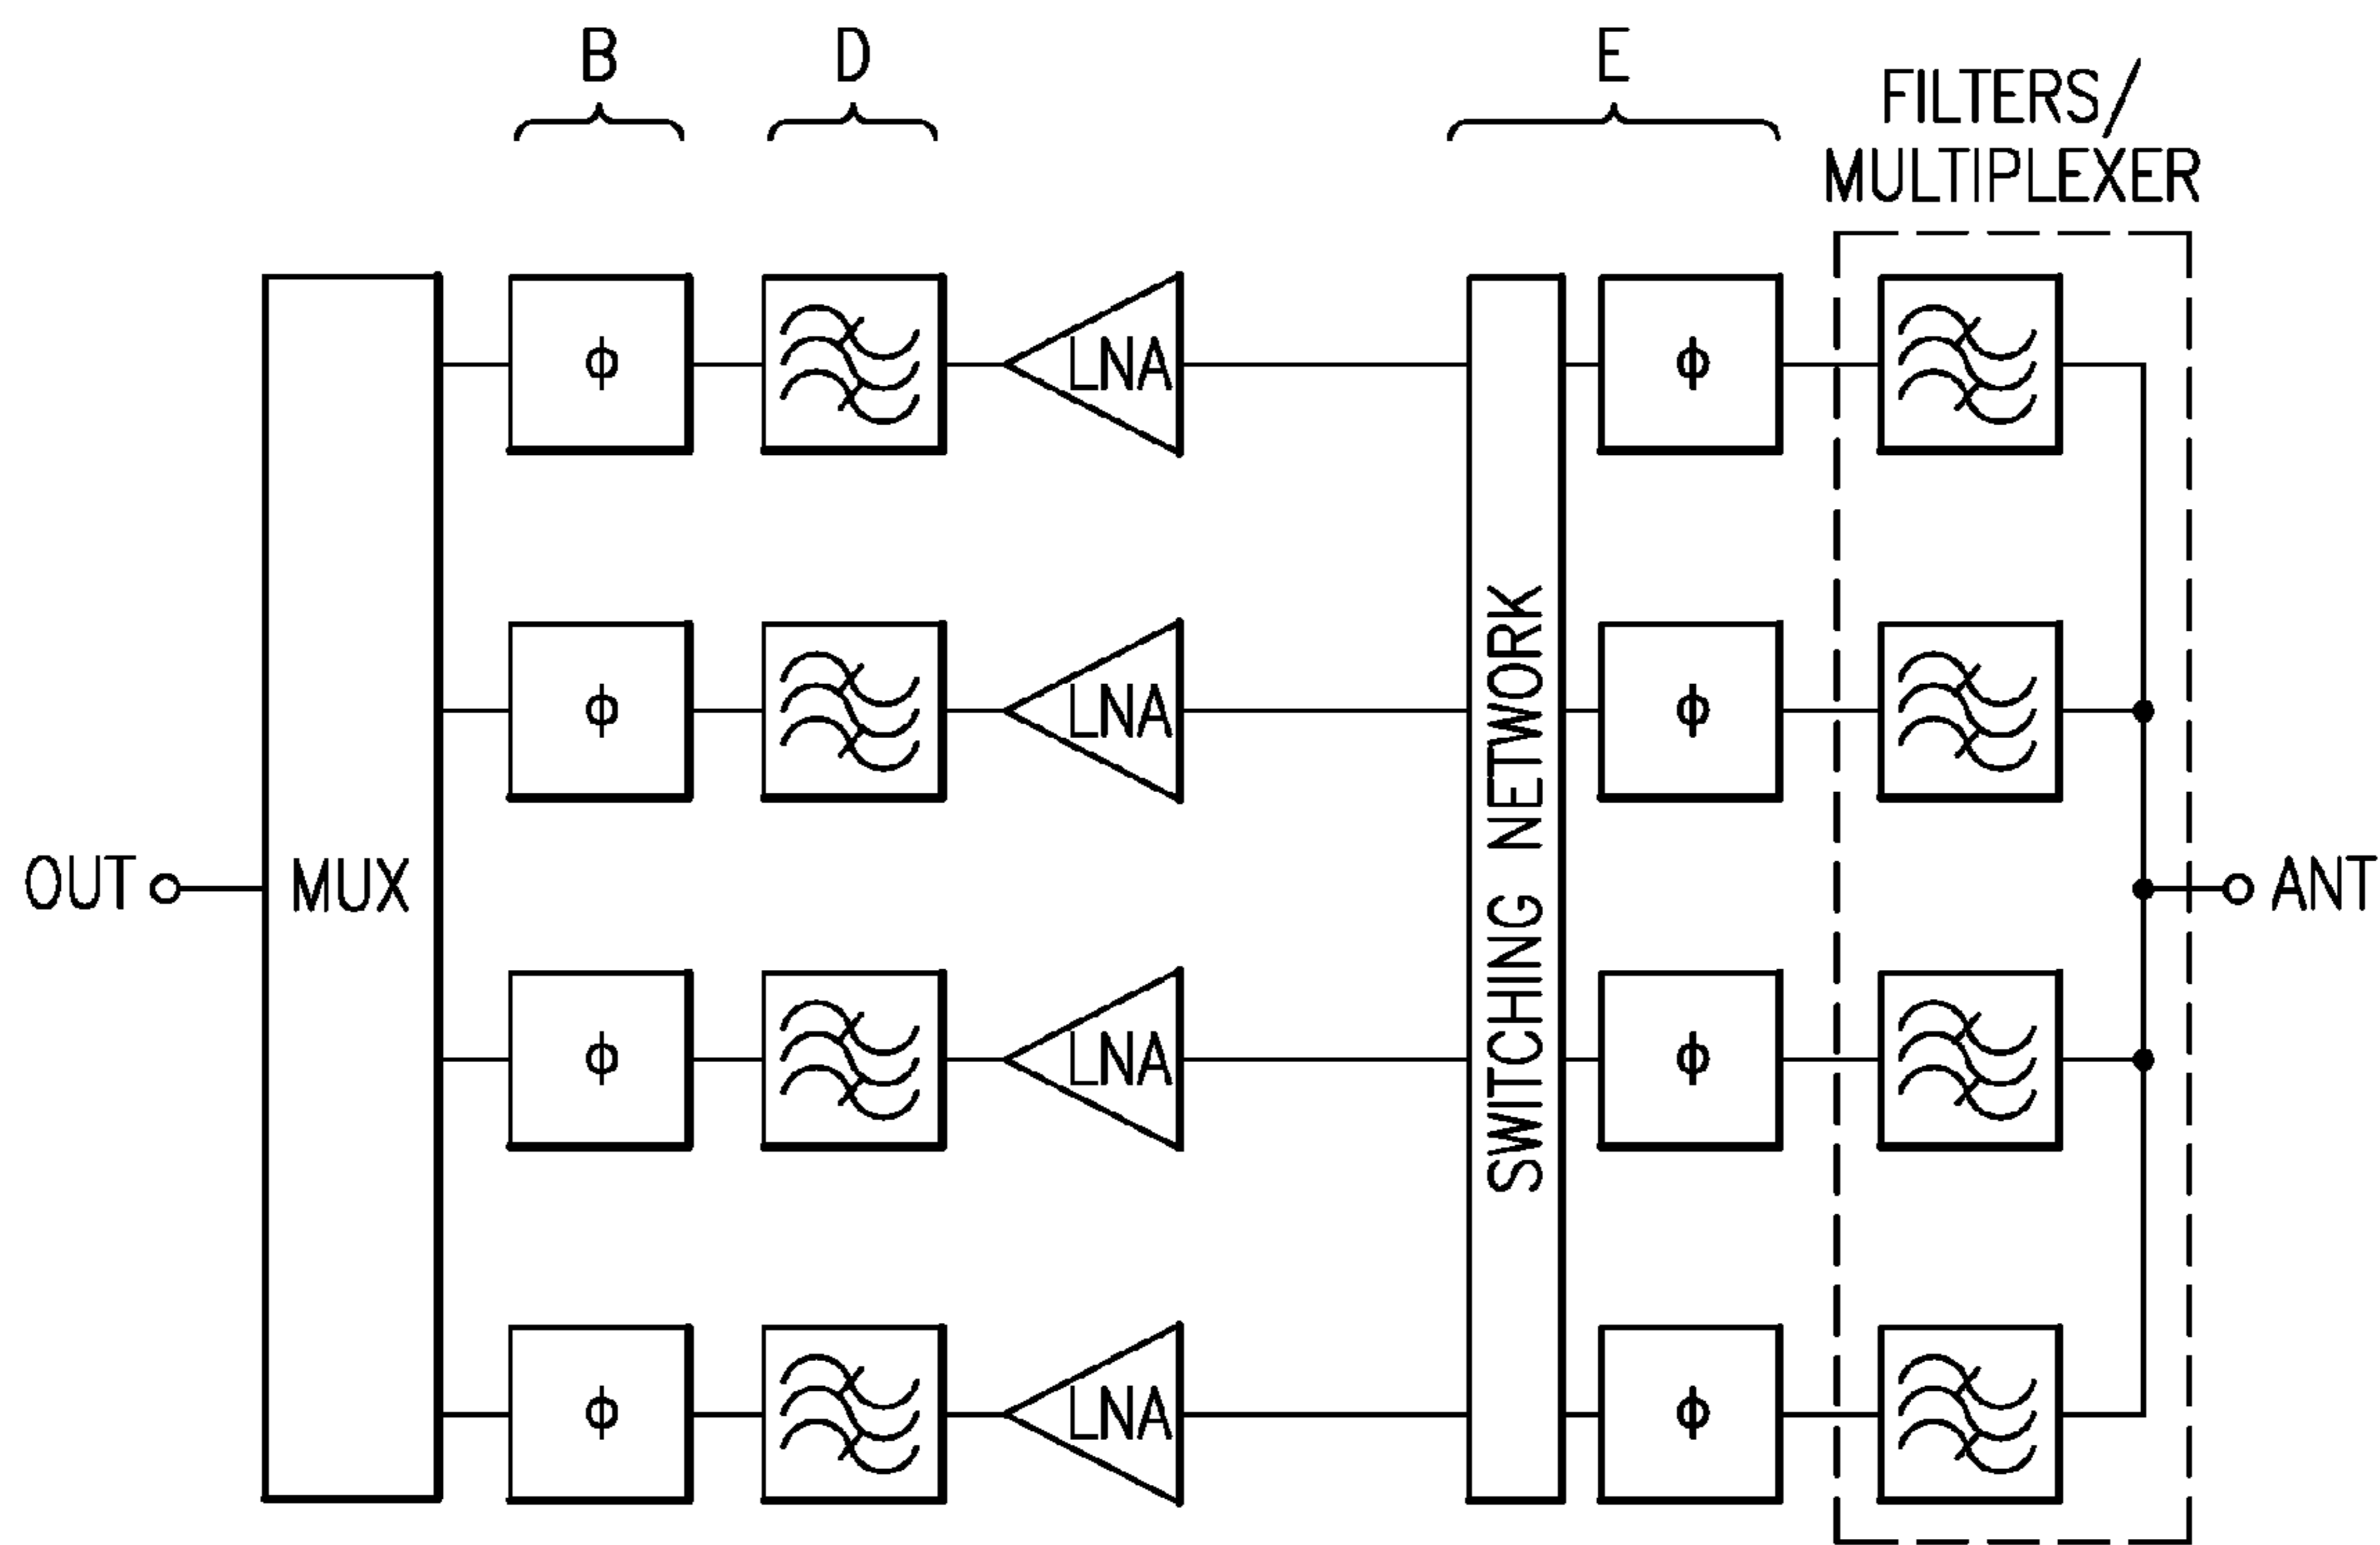 B
D
E
FILTERS/
MULTIPLEXER
ϕ
LNA
ϕ
ϕ
LNA
ϕ
OUT
MUX
SWITCHING NETWORK
ANT
ϕ
LNA
ϕ
ϕ
LNA
ϕ